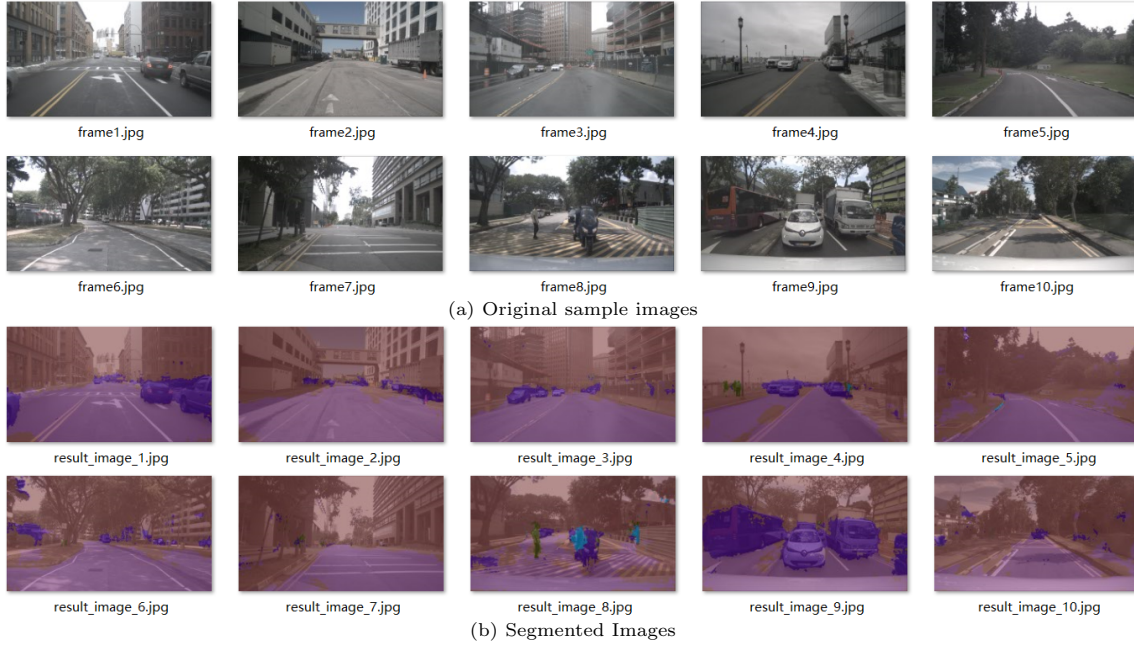 frame1.jpg frame2.jpg frame3.jpg frame4.jpg frame5.jpg
frame6.jpg frame7.jpg frame8.jpg frame9.jpg frame10.jpg
(a) Original sample images
result_image_1.jpg result_image_2.jpg result_image_3.jpg result_image_4.jpg result_image_5.jpg
result_image_6.jpg result_image_7.jpg result_image_8.jpg result_image_9.jpg result_image_10.jpg
(b) Segmented Images